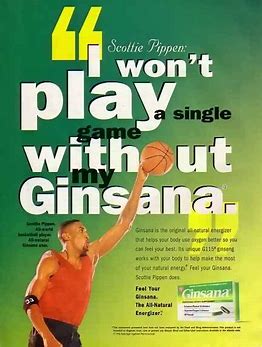 “
Scottie Pippen:
I won't
play
a single
game
without
my
Ginsana.
”
Scottie Pippen.
All-world
basketball player.
All-natural
Ginsana user.
Ginsana is the original all-natural energizer
that helps your body use oxygen better so you
can feel your best. Its unique G115® ginseng
works with your body to help make the most
of your natural energy.* Feel your Ginsana.
Scottie Pippen does.
Feel Your
Ginsana.
The All-Natural
Energizer.
Ginsana